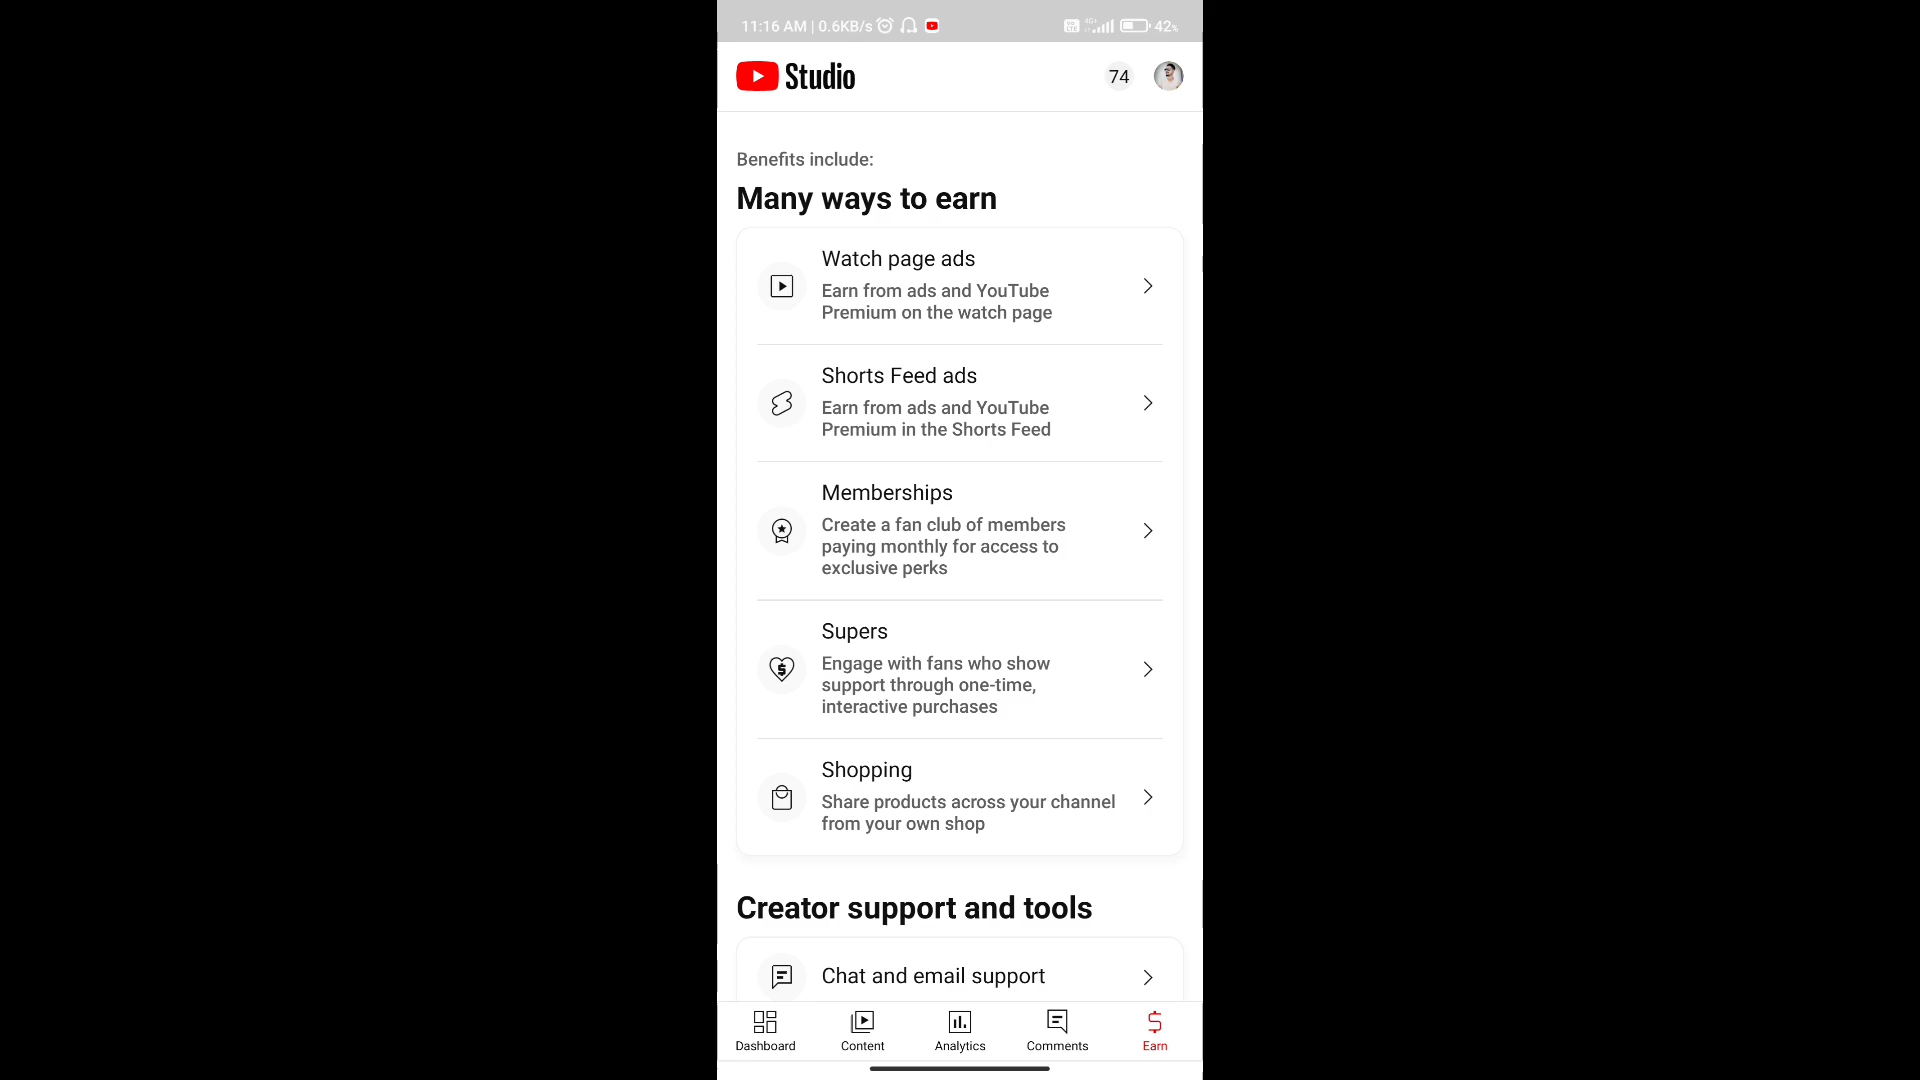 11:16 AM | 0.6KB/s
42%
Studio
74
Benefits include:
Many ways to earn
Watch page ads
Earn from ads and YouTube
Premium on the watch page
Shorts Feed ads
Earn from ads and YouTube
Premium in the Shorts Feed
Memberships
Create a fan club of members
paying monthly for access to
exclusive perks
Supers
Engage with fans who show
support through one-time,
interactive purchases
Shopping
Share products across your channel
from your own shop
Creator support and tools
Chat and email support
Dashboard
Content
Analytics
Comments
Earn